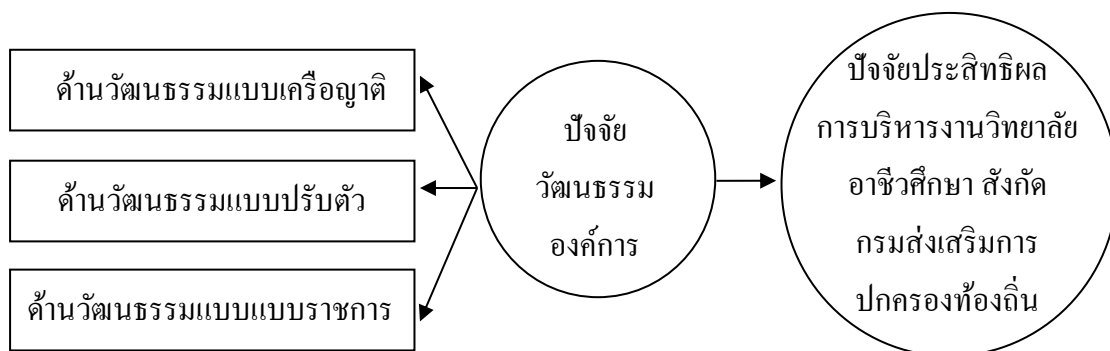 ด้านวัฒนธรรมแบบเครือญาติ
ด้านวัฒนธรรมแบบปรับตัว
ด้านวัฒนธรรมแบบแบบราชการ
ปัจจัย
วัฒนธรรม
องค์การ
ปัจจัยประสิทธิผล
การบริหารงานวิทยาลัย
อาชีวศึกษา สังกัด
กรมส่งเสริมการ
ปกครองท้องถิ่น